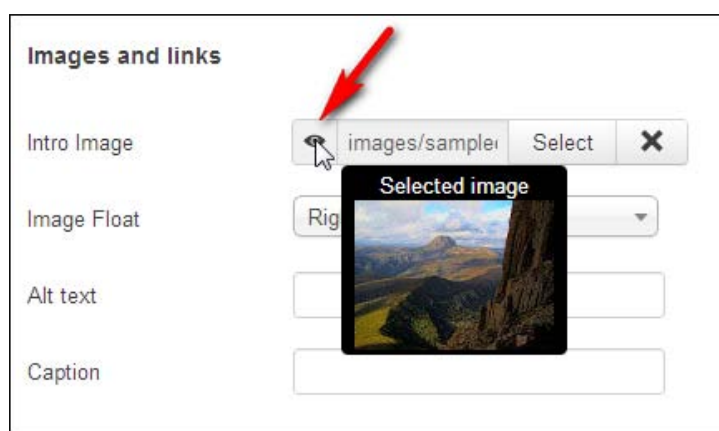 Images and links
Intro Image images/sample Select
Selected image
Image Float Rig
Alt text
Caption